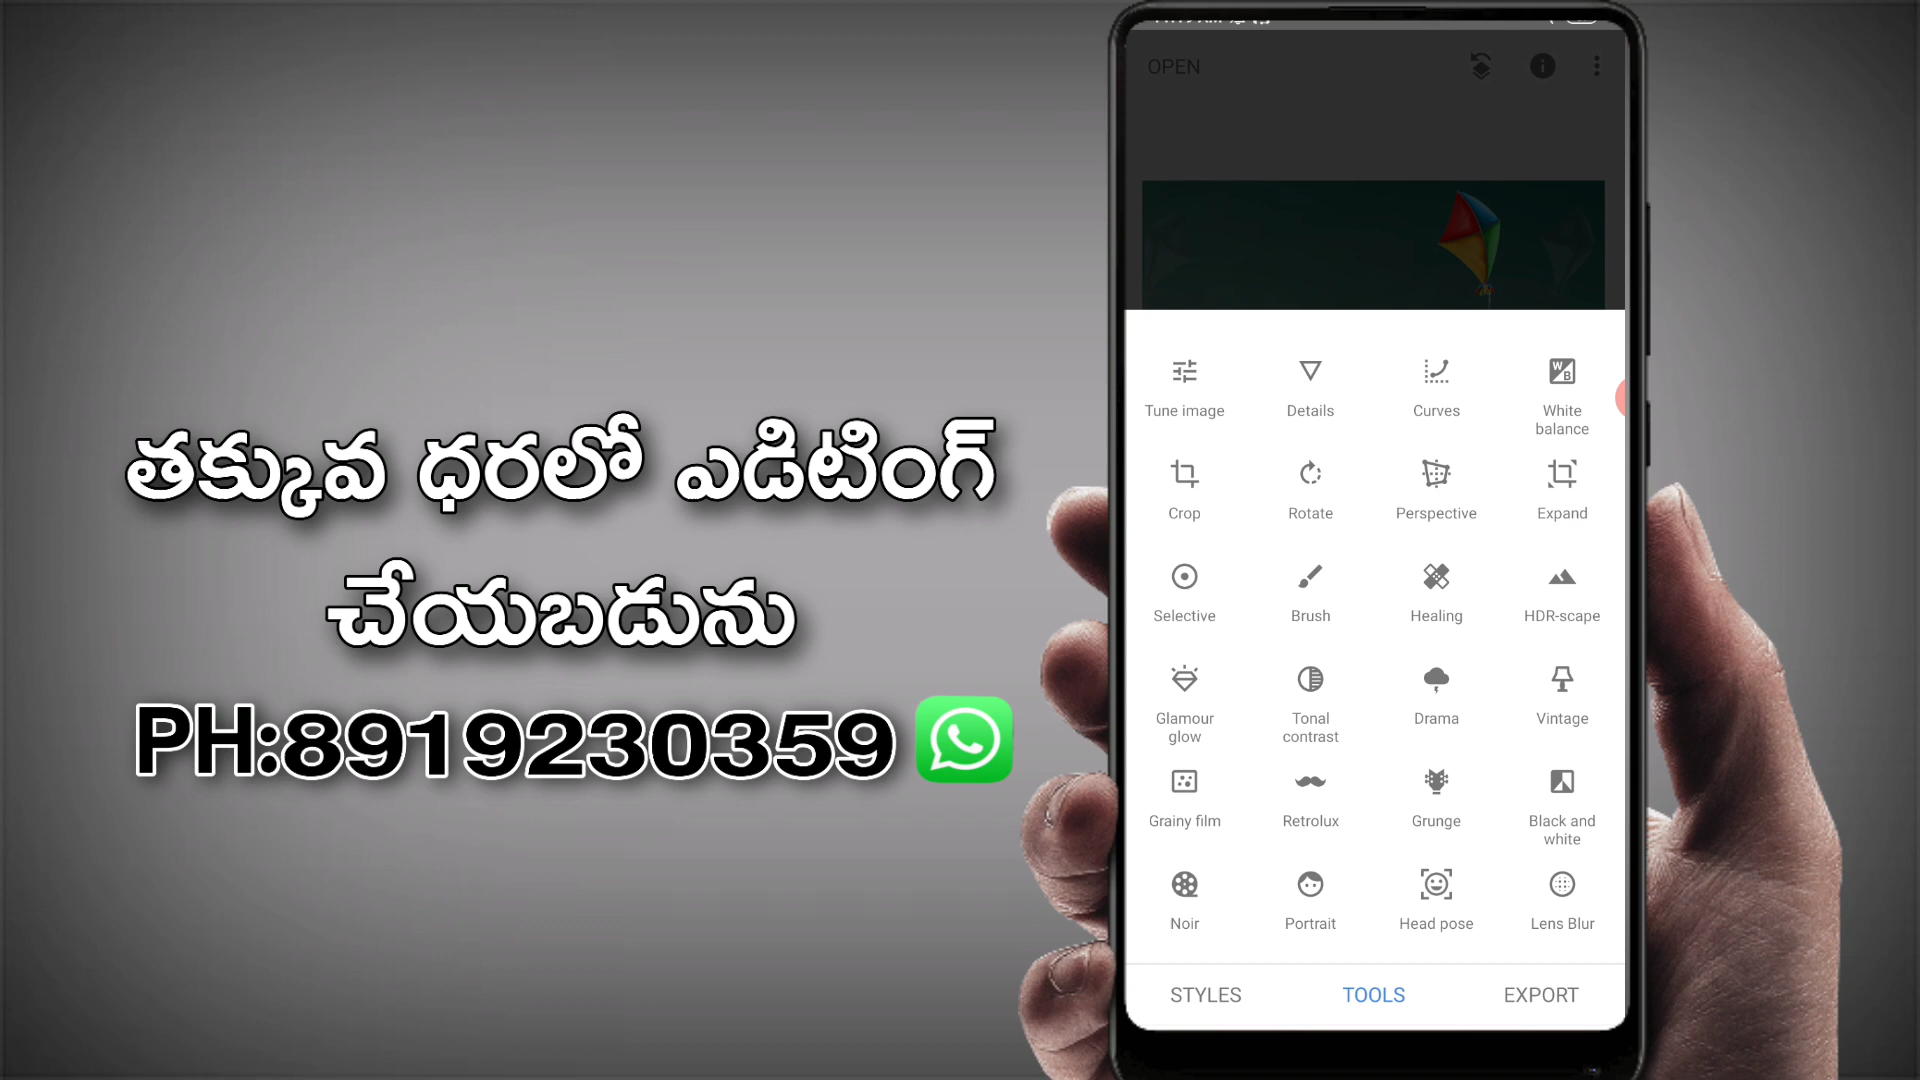 తక్కువ ధరలో ఎడిటింగ్
చేయబడును
PH:8919230359
OPEN
Tune image
Details
Curves
White balance
Crop
Rotate
Perspective
Expand
Selective
Brush
Healing
HDR-scape
Glamour glow
Tonal contrast
Drama
Vintage
Grainy film
Retrolux
Grunge
Black and white
Noir
Portrait
Head pose
Lens Blur
STYLES
TOOLS
EXPORT